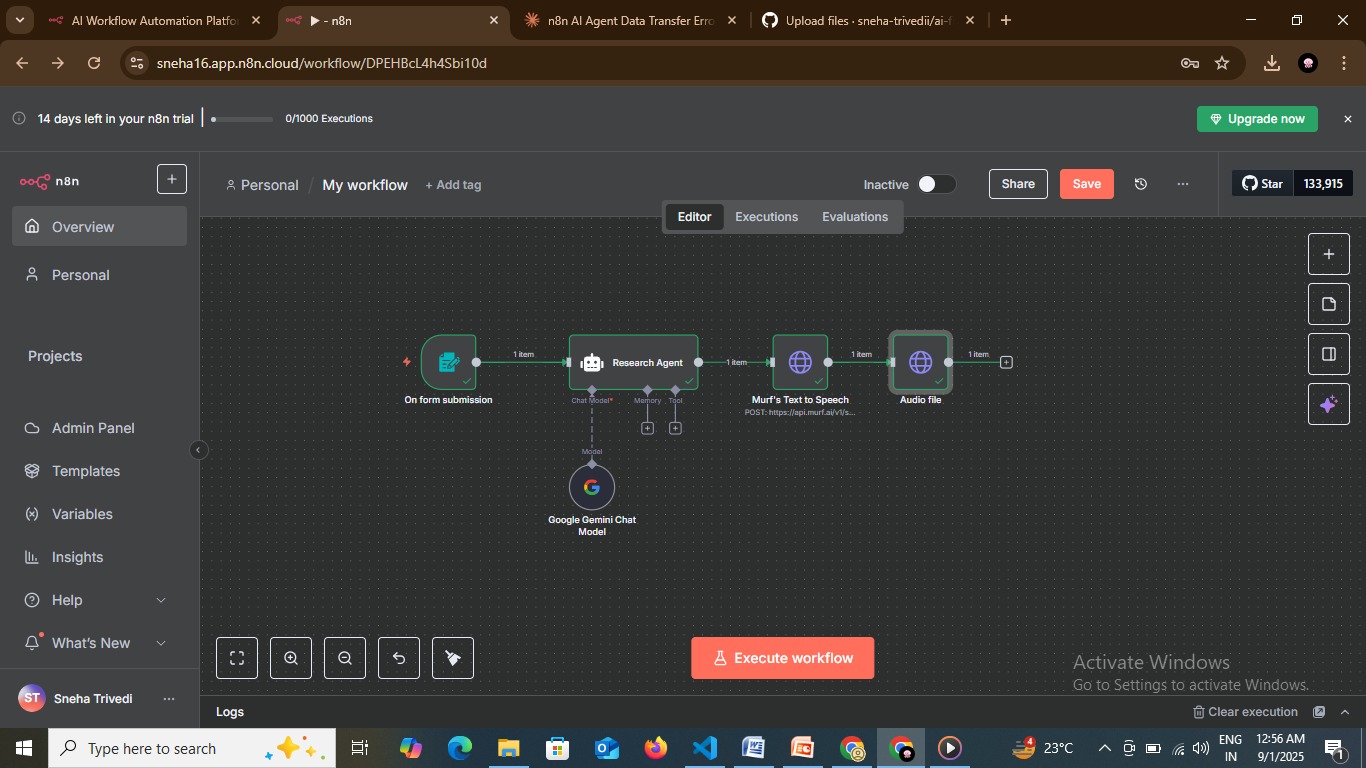 AI Workflow Automation Platfo
▶ - n8n
n8n AI Agent Data Transfer Erro
Upload files · sneha-trivedii/ai-f
sneha16.app.n8n.cloud/workflow/DPEHBcL4h4Sbi10d
14 days left in your n8n trial
0/1000 Executions
Upgrade now
n8n
Personal / My workflow + Add tag
Inactive
Share
Save
Star 133,915
Editor
Executions
Evaluations
Overview
Personal
Projects
Admin Panel
Templates
Variables
Insights
Help
What's New
ST Sneha Trivedi
1 item
1 item
1 item
1 item
Research Agent
On form submission
Chat Model*
Memory
Tool
Murf's Text to Speech
POST: https://api.murf.ai/v1/s...
Audio file
Model
Google Gemini Chat
Model
Execute workflow
Activate Windows
Go to Settings to activate Windows.
Logs
Clear execution
Type here to search
23°C
ENG
IN
12:56 AM
9/1/2025
4
1